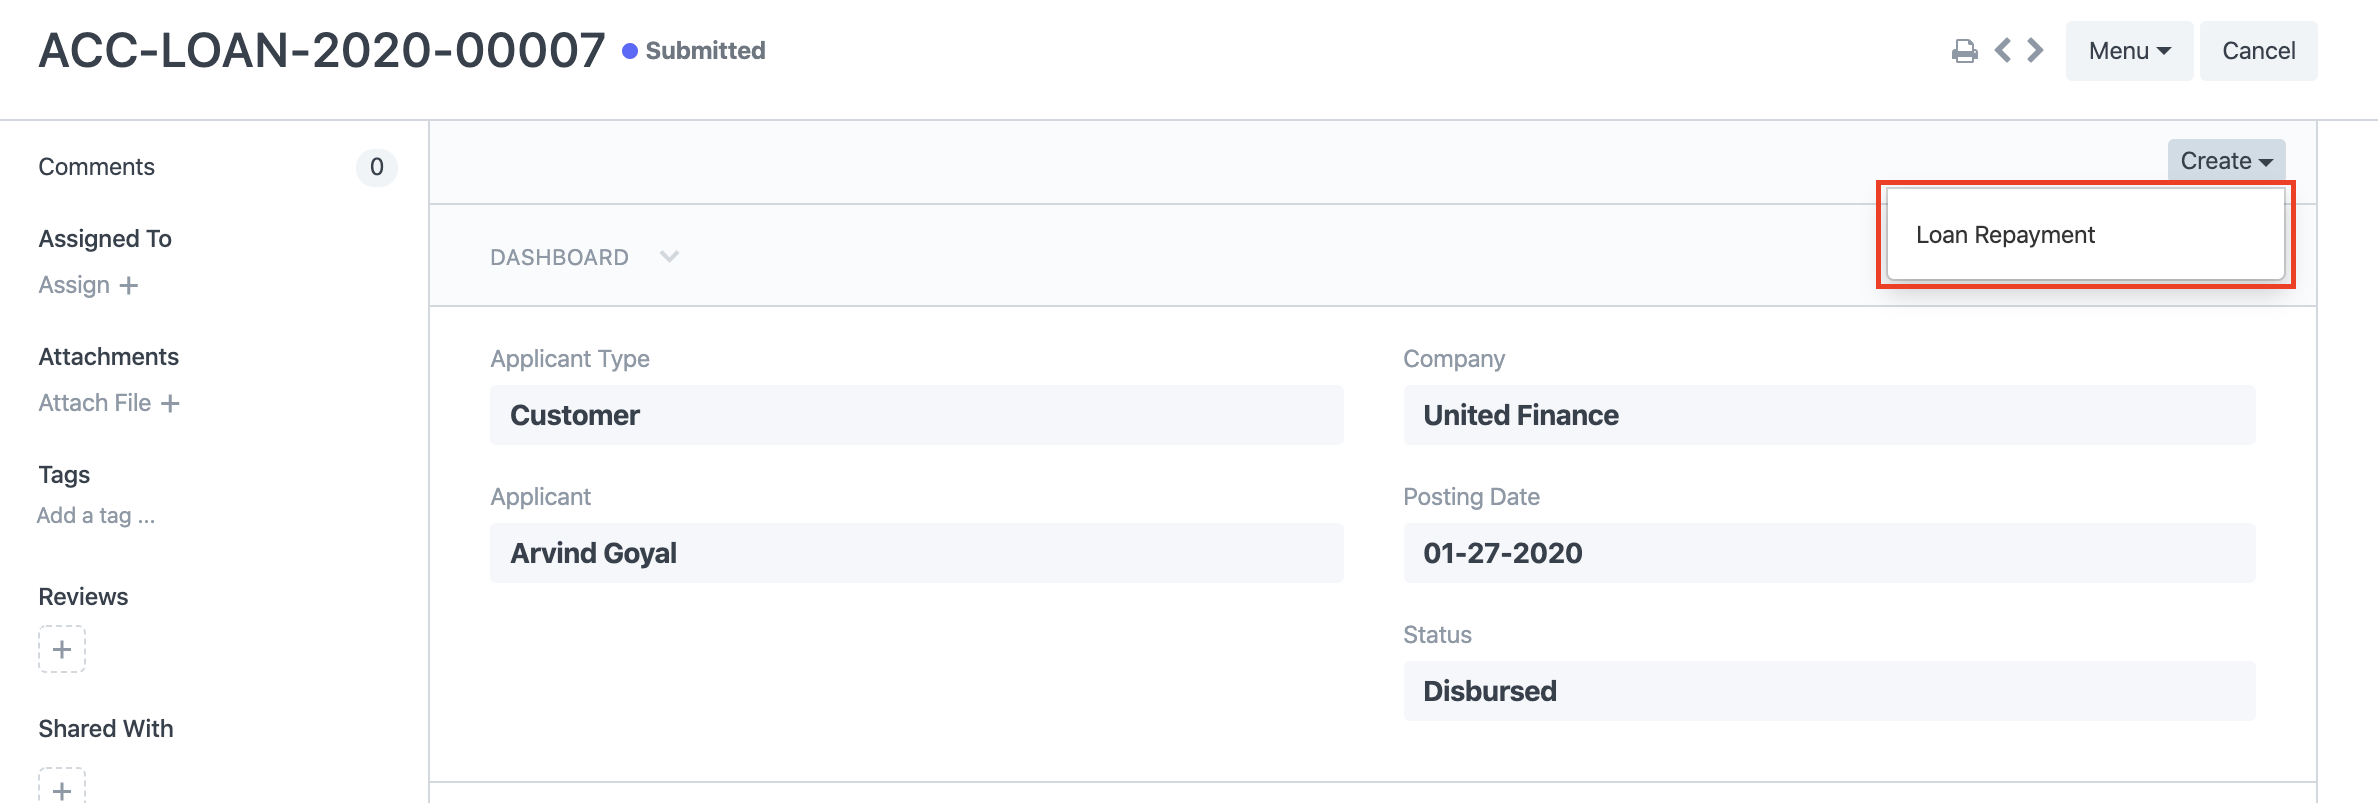 ACC-LOAN-2020-00007 Submitted
Menu Cancel
Comments 0
Assigned To
Assign +
Attachments
Attach File +
Tags
Add a tag ...
Reviews
+
Shared With
+
Create
Loan Repayment
DASHBOARD
Applicant Type
Customer
Applicant
Arvind Goyal
Company
United Finance
Posting Date
01-27-2020
Status
Disbursed